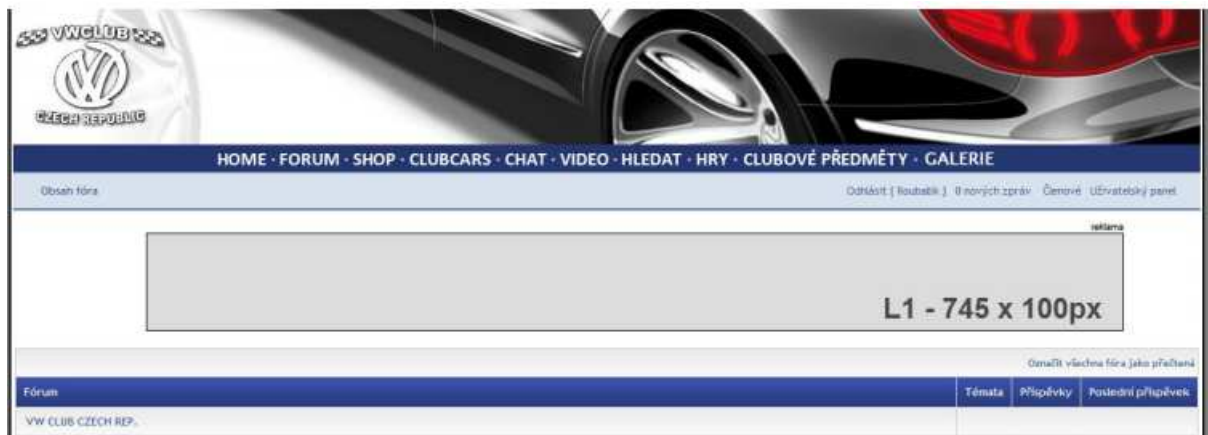 VWCLUB
CZECH REPUBLIC
HOME · FORUM · SHOP · CLUBCARS · CHAT · VIDEO · HLEDAT · HRY · CLUBOVÉ PŘEDMĚTY · GALERIE
Obsah fóra
Odhlásit [ Roubalik ] 0 nových zpráv Členové Uživatelský panel
reklama
L1 - 745 x 100px
Označit všechna fóra jako přečtená
Fórum Témata Příspěvky Poslední příspěvek
VW CLUB CZECH REP.